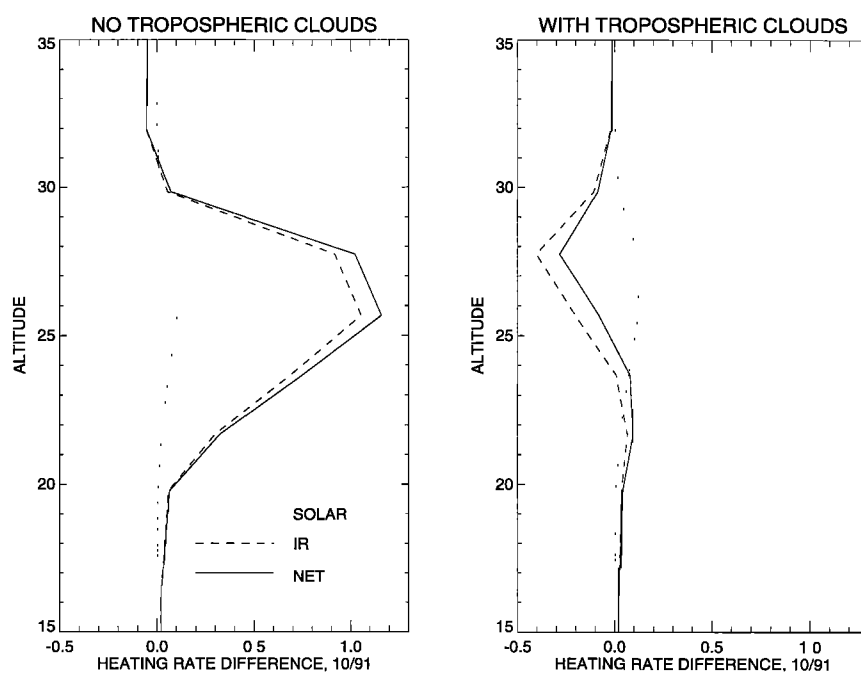 NO TROPOSPHERIC CLOUDS
35
30
25
20
15
ALTITUDE
SOLAR
IR
NET
-0.5 0.0 0 5 1.0
HEATING RATE DIFFERENCE, 10/91
WITH TROPOSPHERIC CLOUDS
35
30
25
20
15
ALTITUDE
-0.5 0.0 0.5 1 0
HEATING RATE DIFFERENCE, 10/91